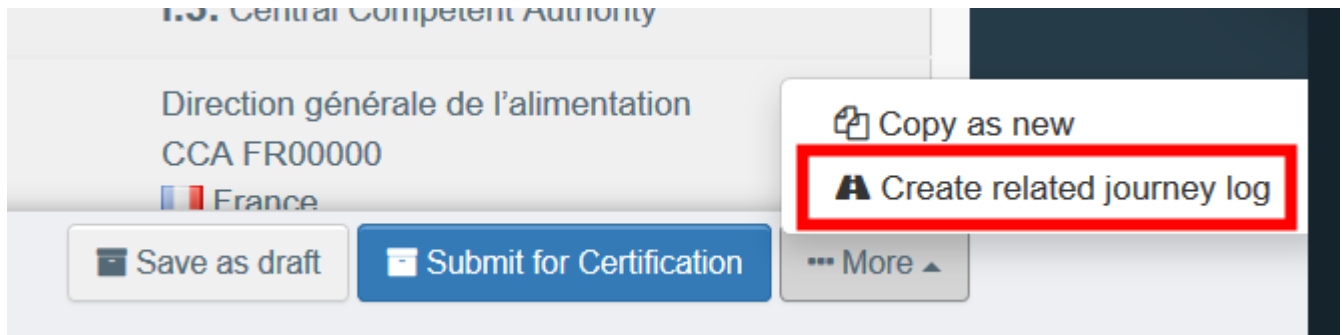 I.3. Central Competent Authority
Direction générale de l’alimentation
CCA FR00000
France
Copy as new
Create related journey log
Save as draft
Submit for Certification
More